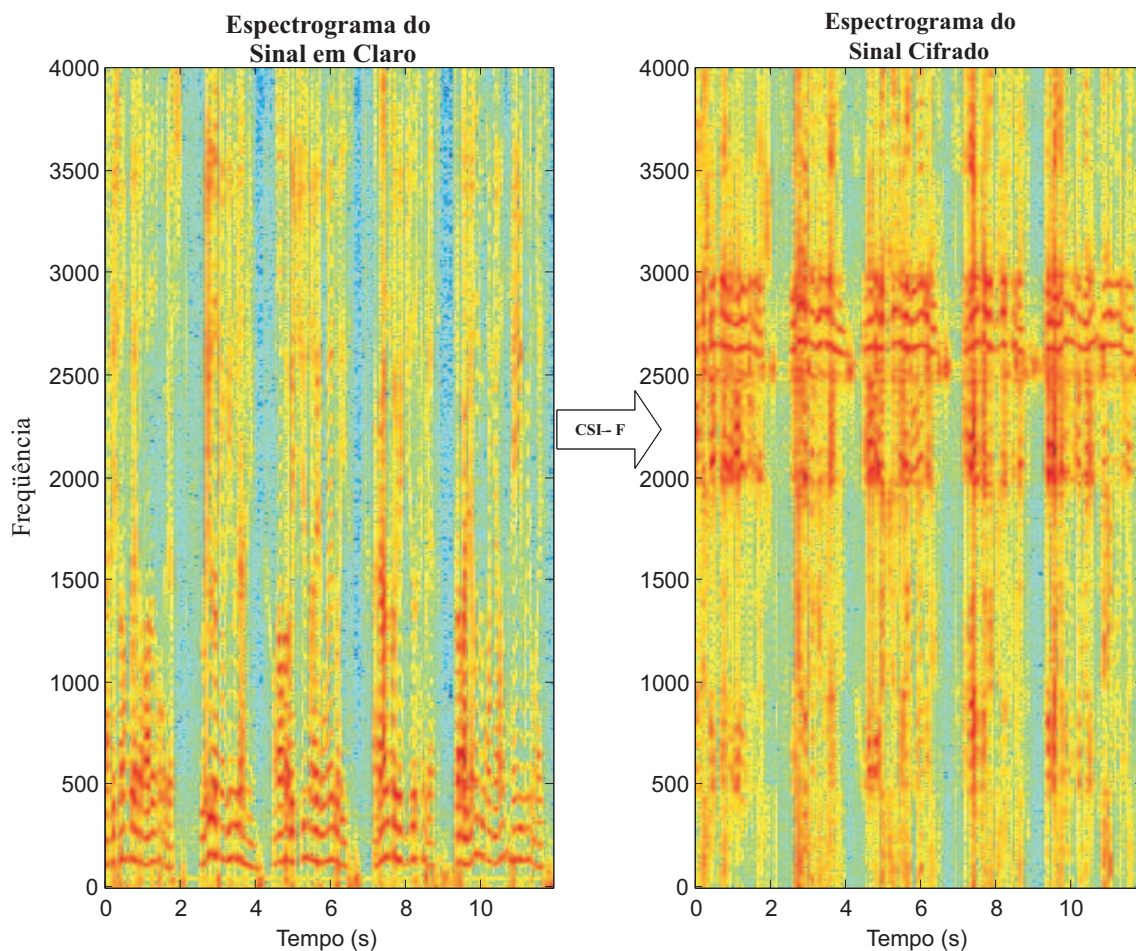 Espectrograma do
Sinal em Claro
Espectrograma do
Sinal Cifrado
4000
3500
3000
2500
2000
1500
1000
500
0
Freqüência
0 2 4 6 8 10
Tempo (s)
CSI-- F
4000
3500
3000
2500
2000
1500
1000
500
0
0 2 4 6 8 10
Tempo (s)